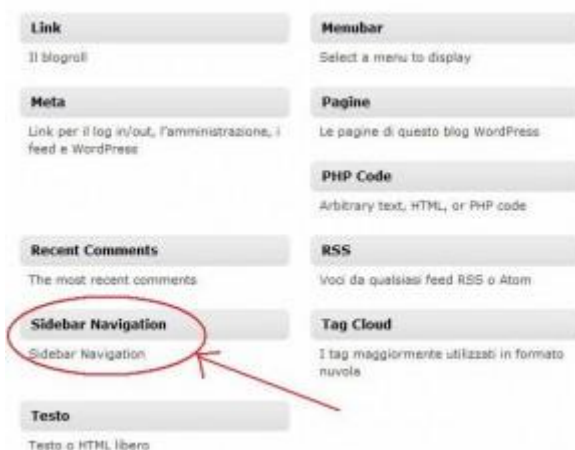 Link
Il blogroll
Menubar
Select a menu to display
Meta
Link per il log in/out, l'amministrazione, i
feed e WordPress
Pagine
Le pagine di questo blog WordPress
PHP Code
Arbitrary text, HTML, or PHP code
Recent Comments
The most recent comments
RSS
Voci da qualsiasi feed RSS o Atom
Sidebar Navigation
Sidebar Navigation
Tag Cloud
I tag maggiormente utilizzati in formato
nuvola
Testo
Testo o HTML libero